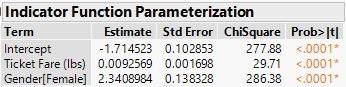 Indicator Function Parameterization
Term Estimate Std Error ChiSquare Prob>|t|
Intercept -1.714523 0.102853 277.88 <.0001*
Ticket Fare (lbs) 0.0092569 0.001698 29.71 <.0001*
Gender[Female] 2.3408984 0.138328 286.38 <.0001*